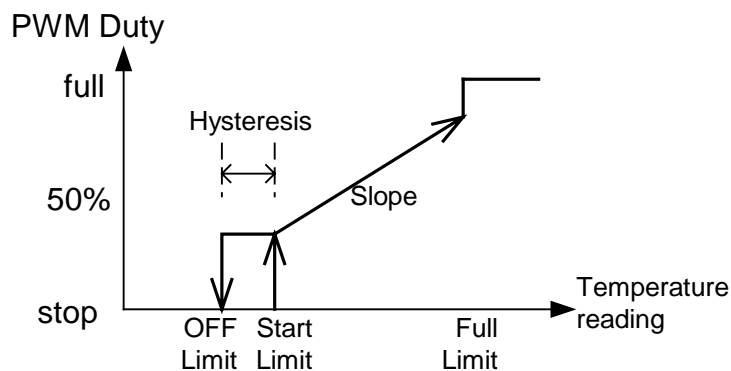 PWM Duty
full
Hysteresis
50%
Slope
stop
OFF
Limit
Start
Limit
Full
Limit
Temperature
reading